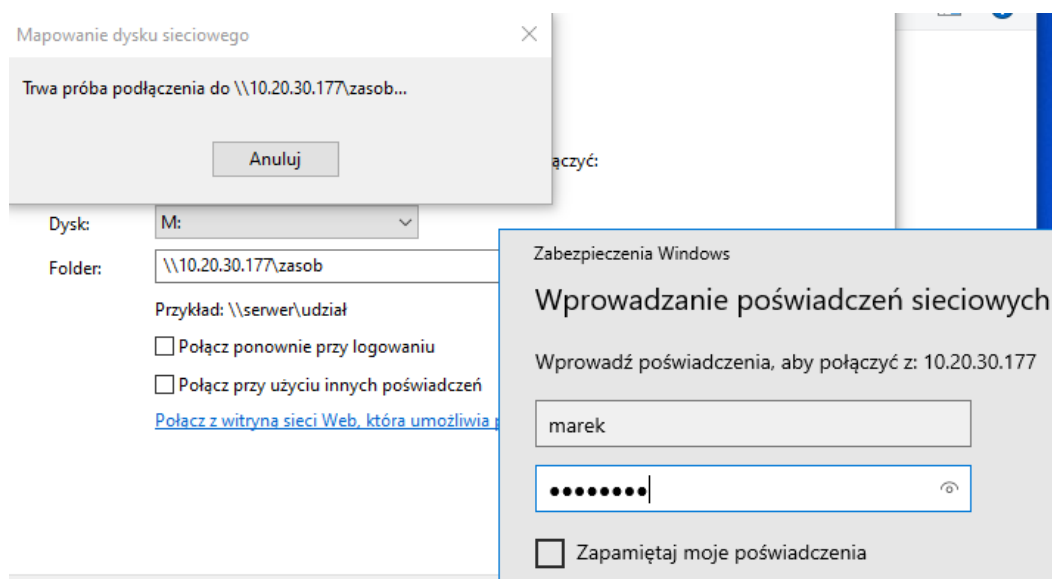 Mapowanie dysku sieciowego
Trwa próba podłączenia do \\10.20.30.177\zasob...
Anuluj
ączyć:
Dysk:
M:
Folder:
\\10.20.30.177\zasob
Przykład: \\serwer\udział
Połącz ponownie przy logowaniu
Połącz przy użyciu innych poświadczeń
Połącz z witryną sieci Web, która umożliwia
Zabezpieczenia Windows
Wprowadzanie poświadczeń sieciowych
Wprowadź poświadczenia, aby połączyć z: 10.20.30.177
marek
Zapamiętaj moje poświadczenia